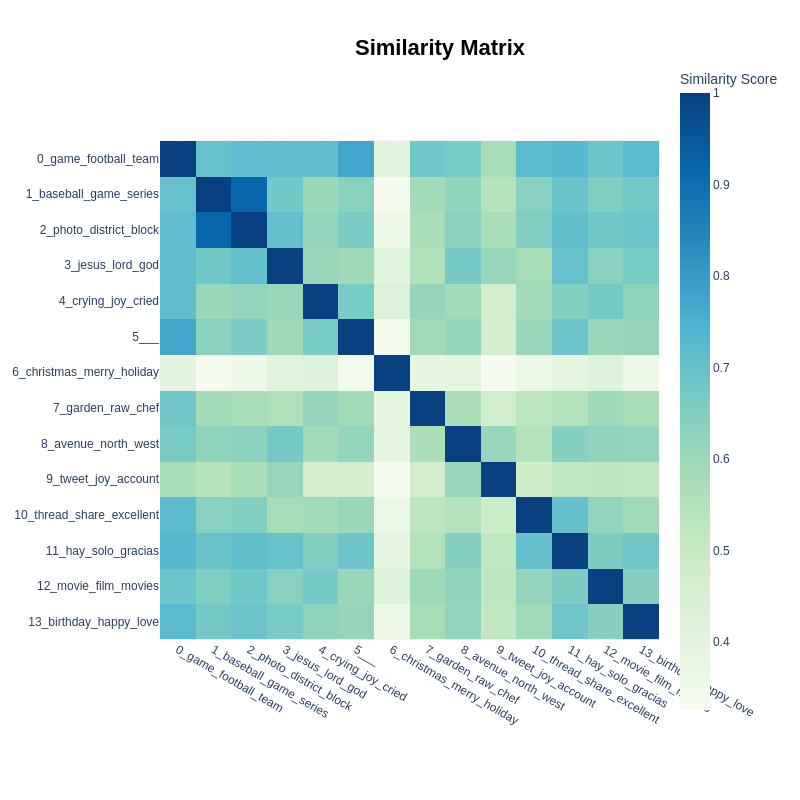 Similarity Matrix
Similarity Score
1
0.9
0.8
0.7
0.6
0.5
0.4
0_game_football_team
1_baseball_game_series
2_photo_district_block
3_jesus_lord_god
4_crying_joy_cried
5___
6_christmas_merry_holiday
7_garden_raw_chef
8_avenue_north_west
9_tweet_joy_account
10_thread_share_excellent
11_hay_solo_gracias
12_movie_film_movies
13_birthday_happy_love
0_game_football_team
1_baseball_game_series
2_photo_district_block
3_jesus_lord_god
4_crying_joy_cried
5___
6_christmas_merry_holiday
7_garden_raw_chef
8_avenue_north_west
9_tweet_joy_account
10_thread_share_excellent
11_hay_solo_gracias
12_movie_film_movies
13_birthday_happy_love